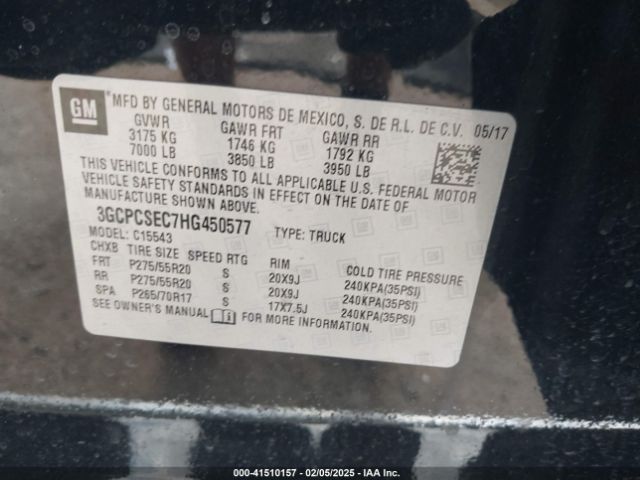 GM
*MFD BY GENERAL MOTORS DE MEXICO, S. DE R.L. DE C.V. 05/17
GVWR GAWR FRT GAWR RR
3175 KG 1746 KG 1792 KG
7000 LB 3850 LB 3950 LB
THIS VEHICLE CONFORMS TO ALL APPLICABLE U.S. FEDERAL MOTOR
VEHICLE SAFETY STANDARDS IN EFFECT ON THE DATE OF
MANUFACTURE SHOWN ABOVE.
3GCPCSEC7HG450577 TYPE: TRUCK
MODEL: C15543
CHXB TIRE SIZE SPEED RTG RIM COLD TIRE PRESSURE
FRT P275/55R20 S 20X9J 240KPA(35PSI)
RR P275/55R20 S 20X9J 240KPA(35PSI)
SPA P265/70R17 S 17X7.5J 240KPA(35PSI)
SEE OWNER'S MANUAL i FOR MORE INFORMATION.
000-41510157 - 02/05/2025 - IAA Inc.